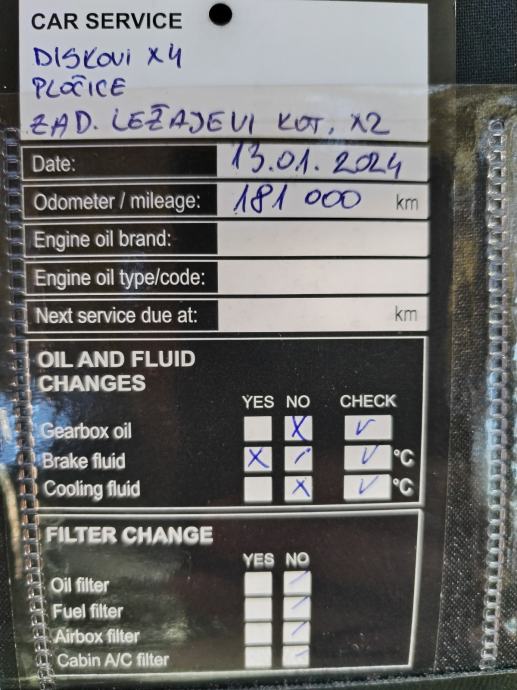 CAR SERVICE
DISKOVI X4
PLOČICE
ZAD. LEŽAJEVI KOT. X2
Date: 13.01.2024
Odometer / mileage: 181 000 km
Engine oil brand:
Engine oil type/code:
Next service due at: km
OIL AND FLUID
CHANGES
YES NO CHECK
Gearbox oil X ✓
Brake fluid X ✓ °C
Cooling fluid X ✓ °C
FILTER CHANGE
YES NO
Oil filter
Fuel filter
Airbox filter
Cabin A/C filter